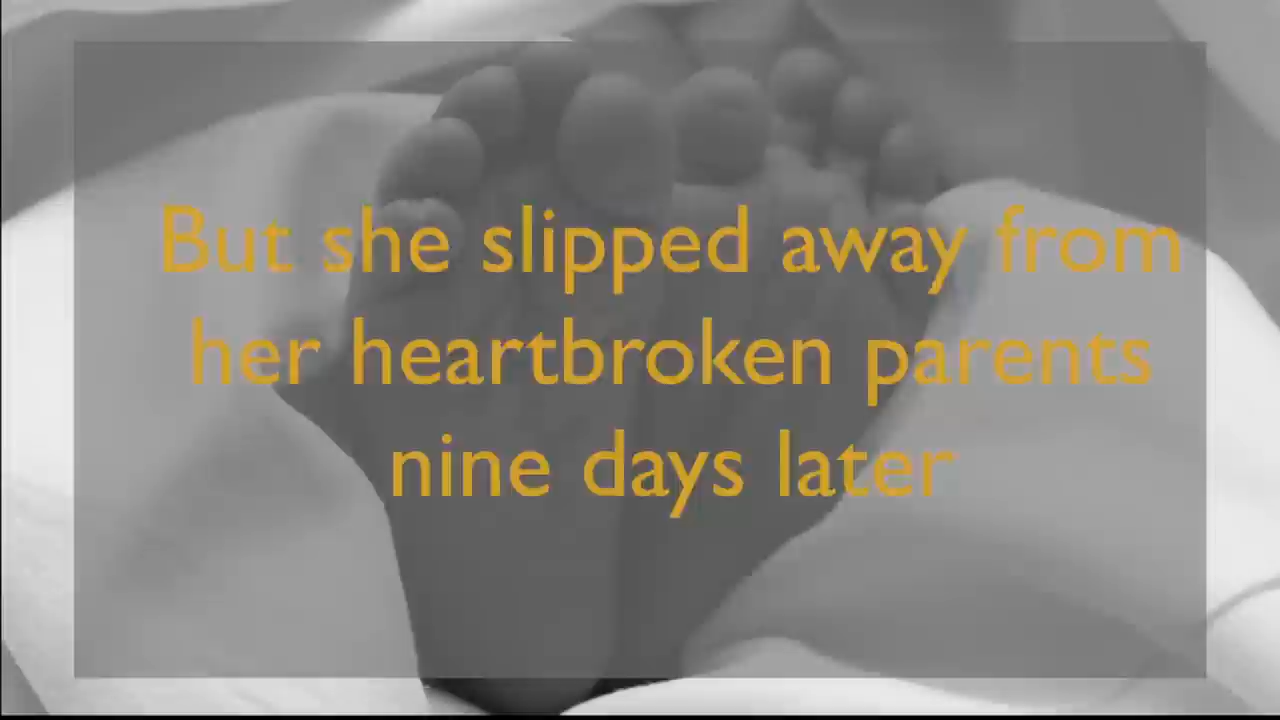 But she slipped away from
her heartbroken parents
nine days later